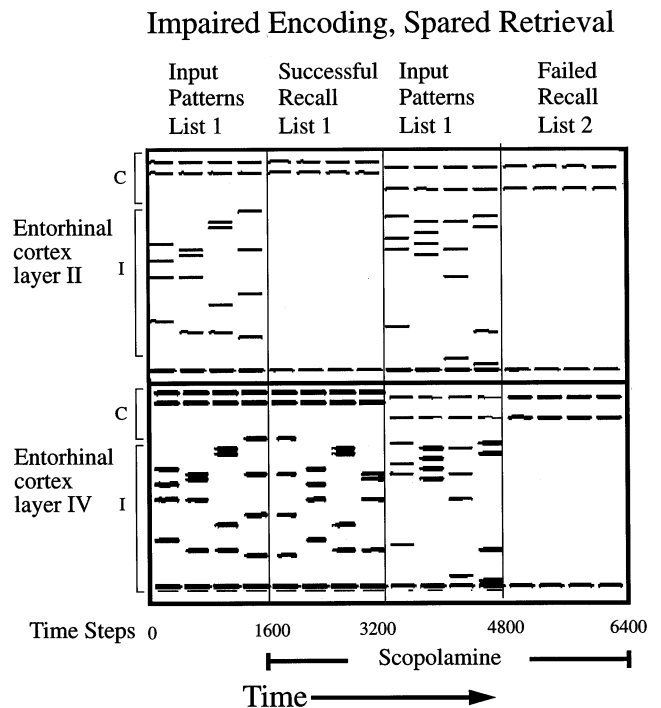 Impaired Encoding, Spared Retrieval
Input Patterns List 1
Successful Recall List 1
Input Patterns List 1
Failed Recall List 2
C
Entorhinal cortex layer II
I
C
Entorhinal cortex layer IV
I
Time Steps 0 1600 3200 4800 6400
Scopolamine
Time